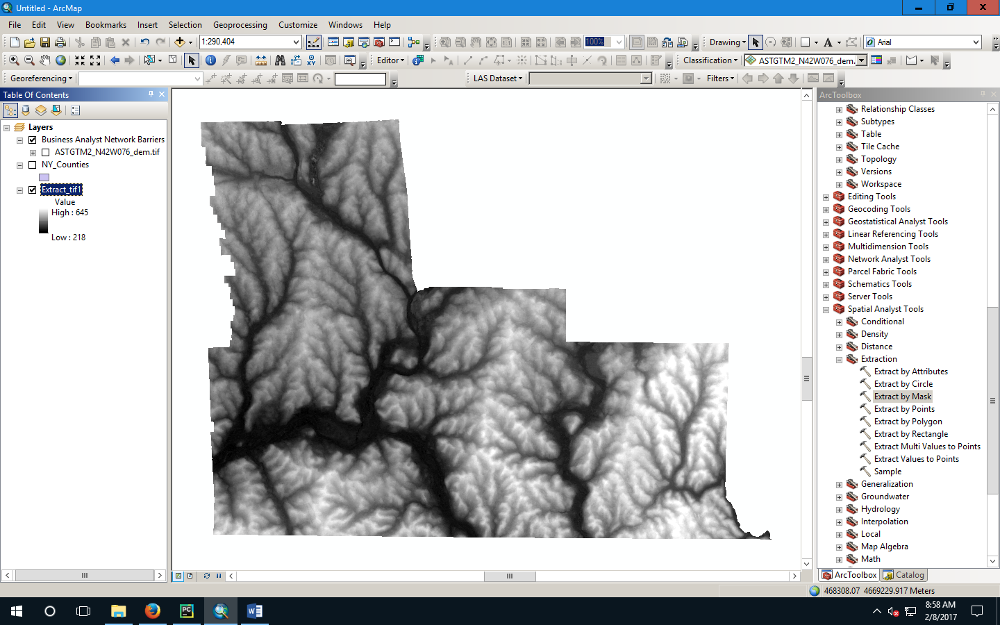 Untitled - ArcMap
File Edit View Bookmarks Insert Selection Geoprocessing Customize Windows Help
1:290,404 100% Drawing Arial
Editor Classification ASTGTM2_N42W076_dem.
Georeferencing LAS Dataset Filters
Table Of Contents
Layers
Business Analyst Network Barriers
ASTGTM2_N42W076_dem.tif
NY_Counties
Extract_tif1
Value
High : 645
Low : 218
ArcToolbox
Relationship Classes
Subtypes
Table
Tile Cache
Topology
Versions
Workspace
Editing Tools
Geocoding Tools
Geostatistical Analyst Tools
Linear Referencing Tools
Multidimension Tools
Network Analyst Tools
Parcel Fabric Tools
Schematics Tools
Server Tools
Spatial Analyst Tools
Conditional
Density
Distance
Extraction
Extract by Attributes
Extract by Circle
Extract by Mask
Extract by Points
Extract by Polygon
Extract by Rectangle
Extract Multi Values to Points
Extract Values to Points
Sample
Generalization
Groundwater
Hydrology
Interpolation
Local
Map Algebra
Math
ArcToolbox Catalog
468308.07 4669229.917 Meters
8:58 AM
2/8/2017